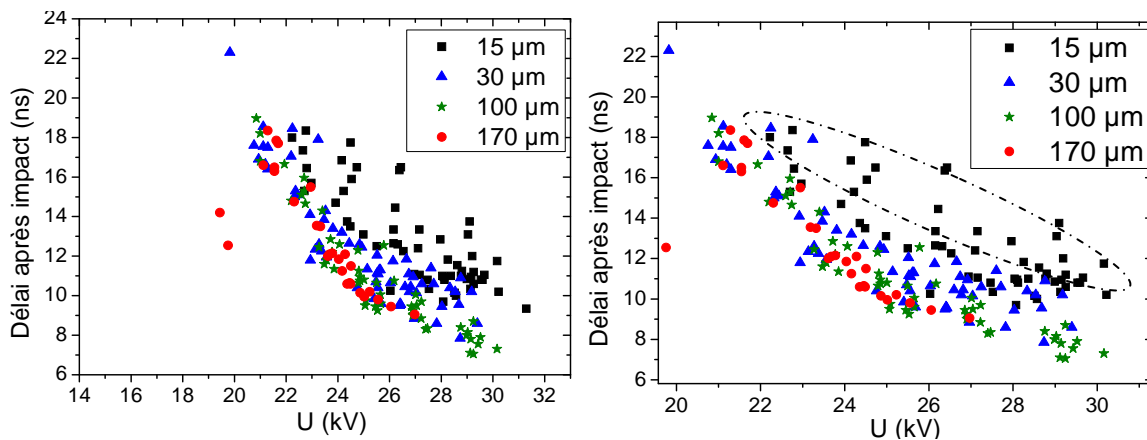 24
22
20
18
16
14
12
10
8
6
Délai après impact (ns)
14 16 18 20 22 24 26 28 30 32
U (kV)
15 µm
30 µm
100 µm
170 µm
22
20
18
16
14
12
10
8
6
Délai après impact (ns)
20 22 24 26 28 30
U (kV)
15 µm
30 µm
100 µm
170 µm